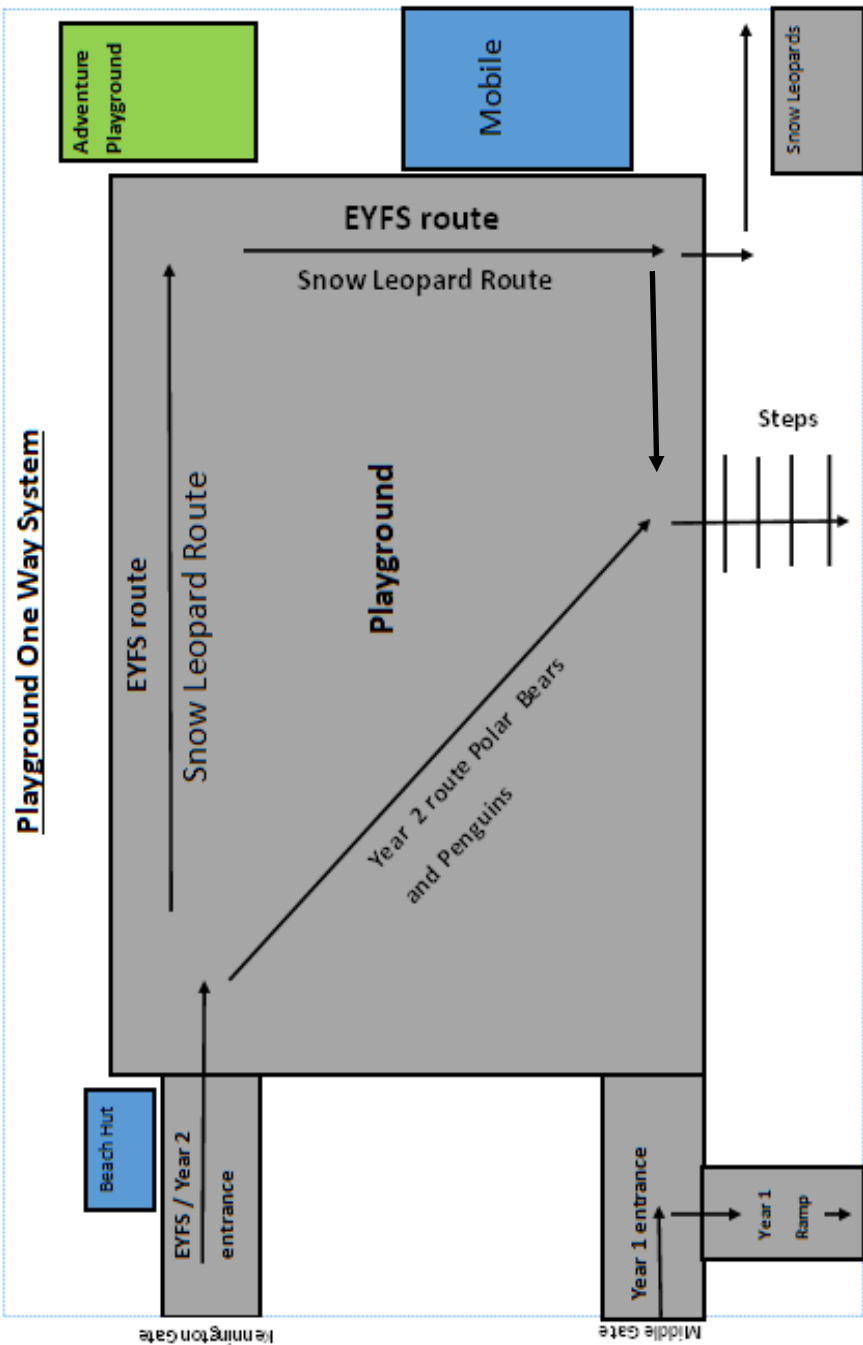 Playground One Way System
Adventure
Playground
Mobile
Snow Leopards
EYFS route
Snow Leopard Route
EYFS route
Snow Leopard Route
Playground
Steps
Year 2 route Polar Bears
and Penguins
Beach Hut
EYFS / Year 2
entrance
Year 1 entrance
Year 1
Ramp
Kennington Gate
Middle Gate